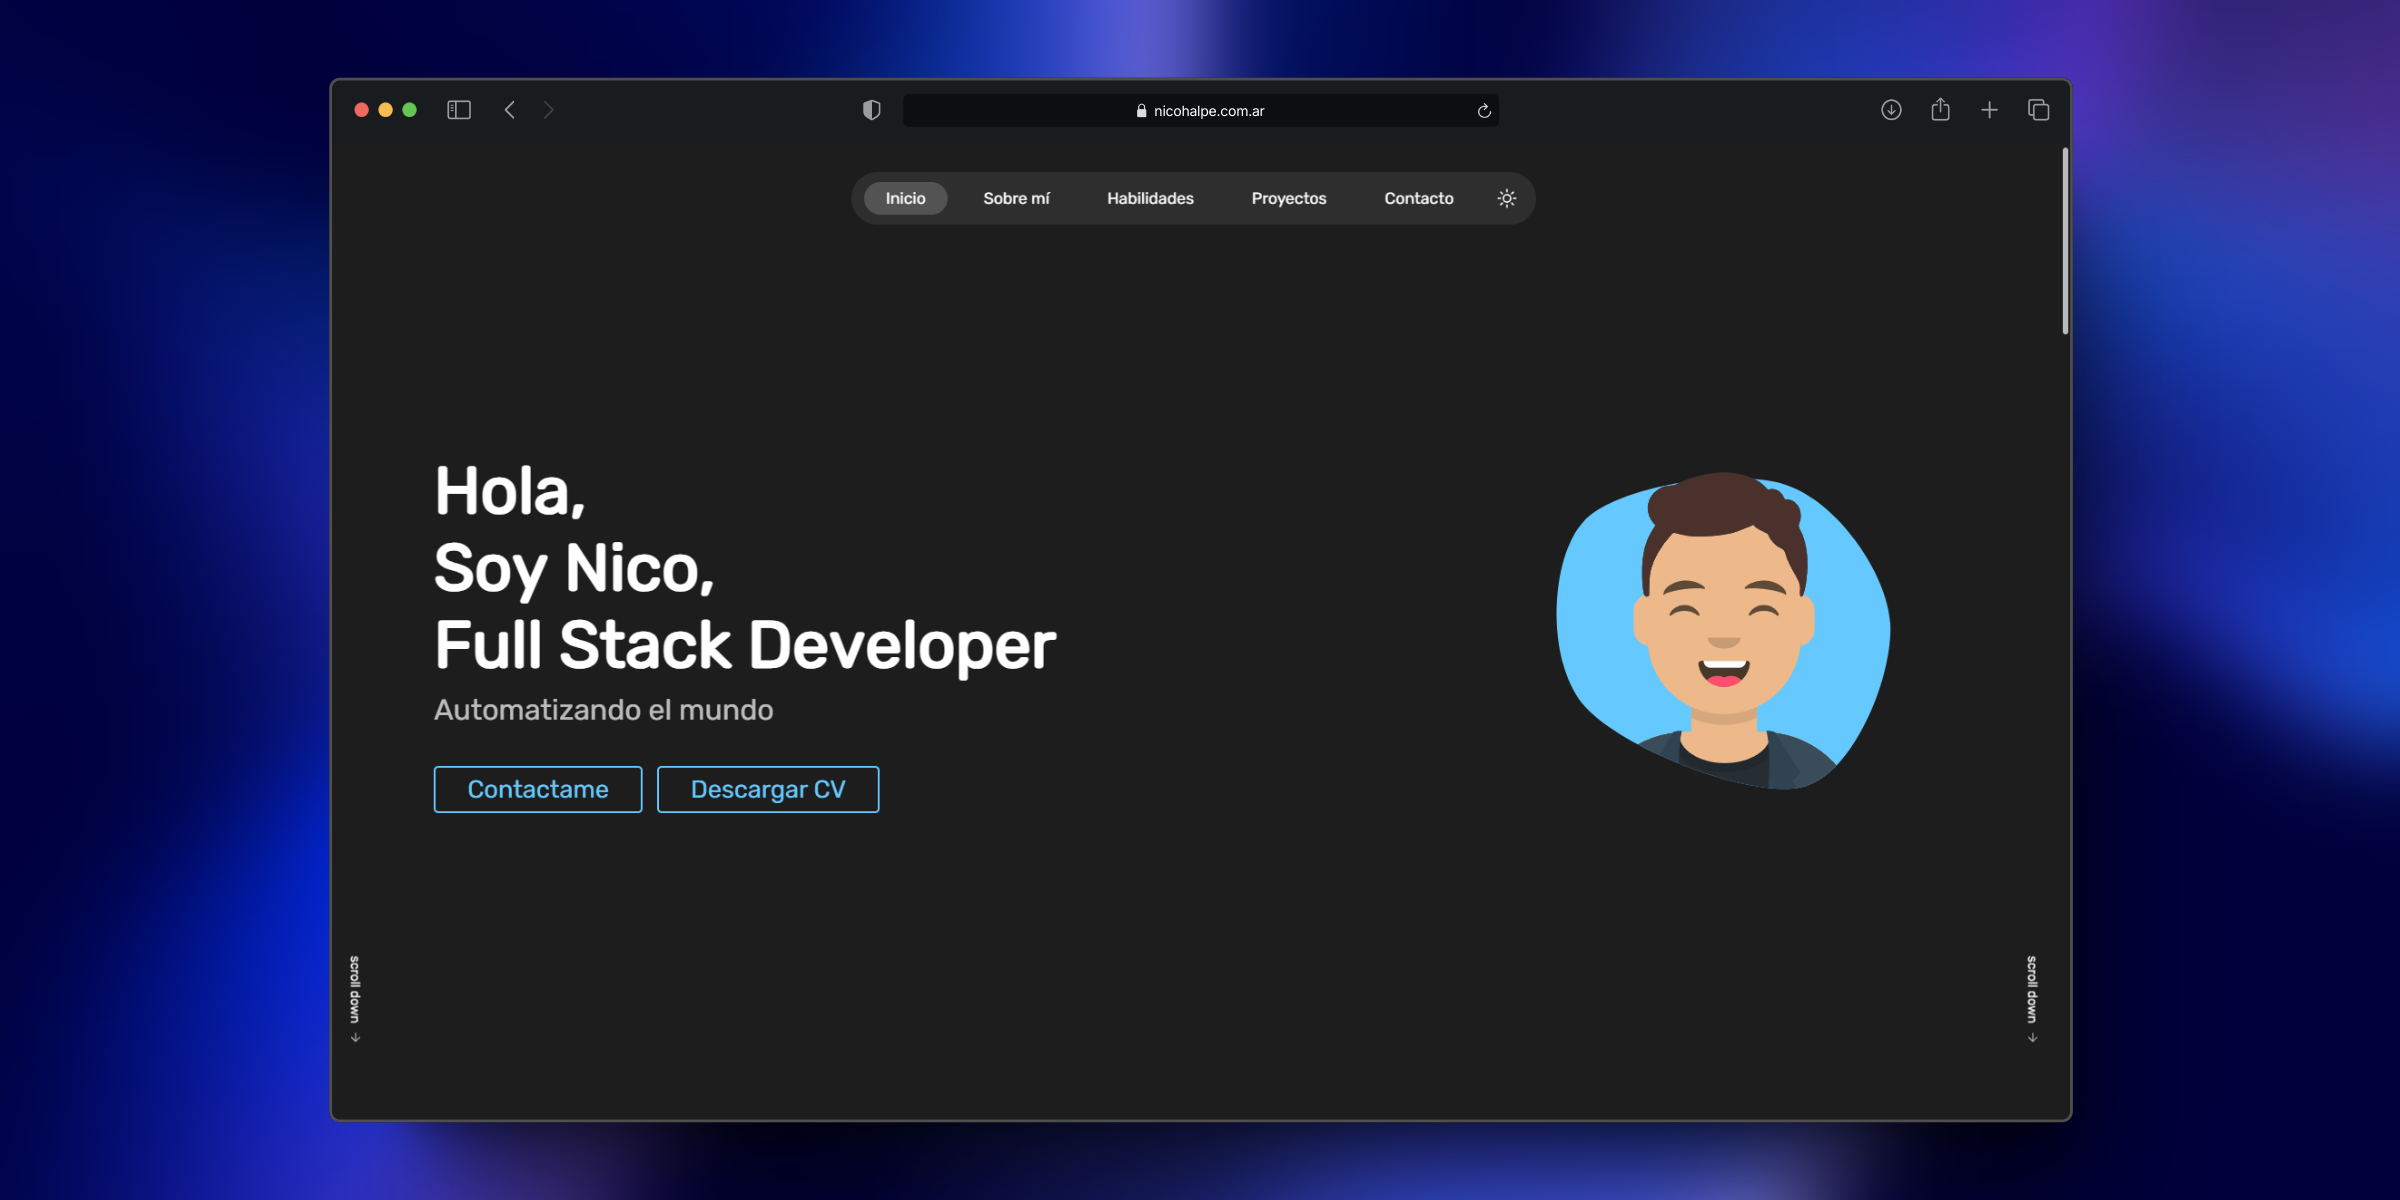 nicohalpe.com.ar
Inicio Sobre mí Habilidades Proyectos Contacto
Hola,
Soy Nico,
Full Stack Developer
Automatizando el mundo
Contactame Descargar CV
scroll down
scroll down